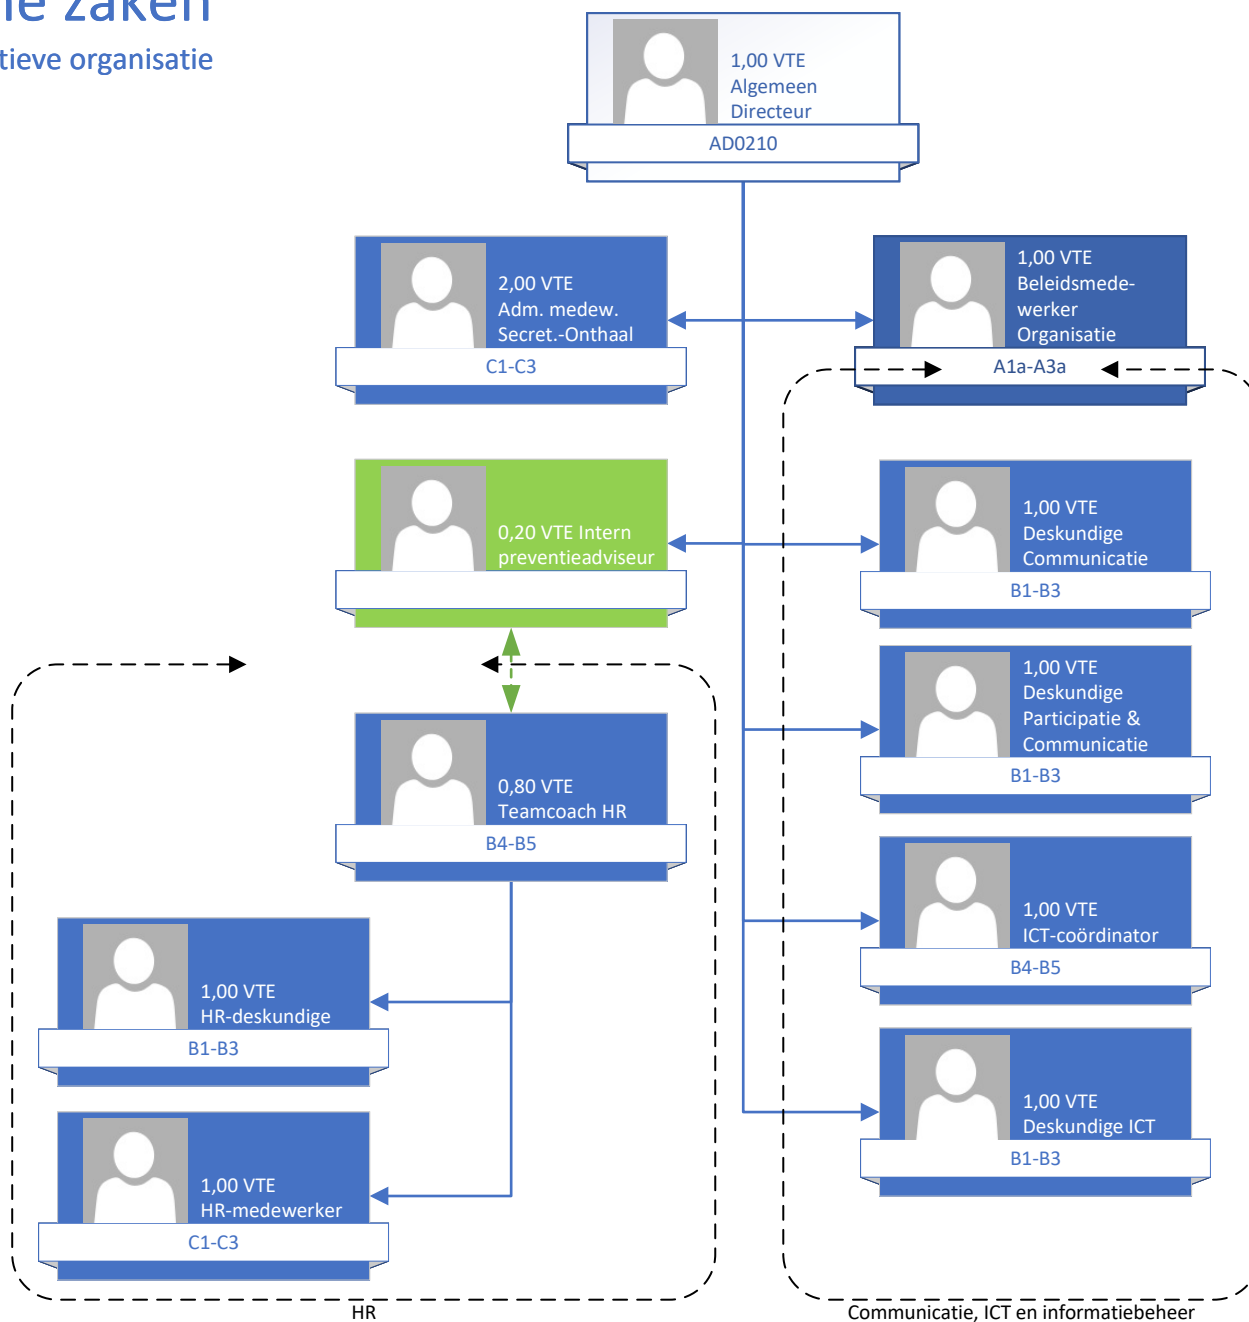 zaken
organisatie
1,00 VTE
Algemeen
Directeur
AD0210
2,00 VTE
Adm. medew.
Secret.-Onthaal
C1-C3
1,00 VTE
Beleidsmede-
werker
Organisatie
A1a-A3a
0,20 VTE Intern
preventieadviseur
1,00 VTE
Deskundige
Communicatie
B1-B3
1,00 VTE
Deskundige
Participatie &
Communicatie
B1-B3
0,80 VTE
Teamcoach HR
B4-B5
1,00 VTE
ICT-coördinator
B4-B5
1,00 VTE
HR-deskundige
B1-B3
1,00 VTE
Deskundige ICT
B1-B3
1,00 VTE
HR-medewerker
C1-C3
HR
Communicatie, ICT en informatiebeheer